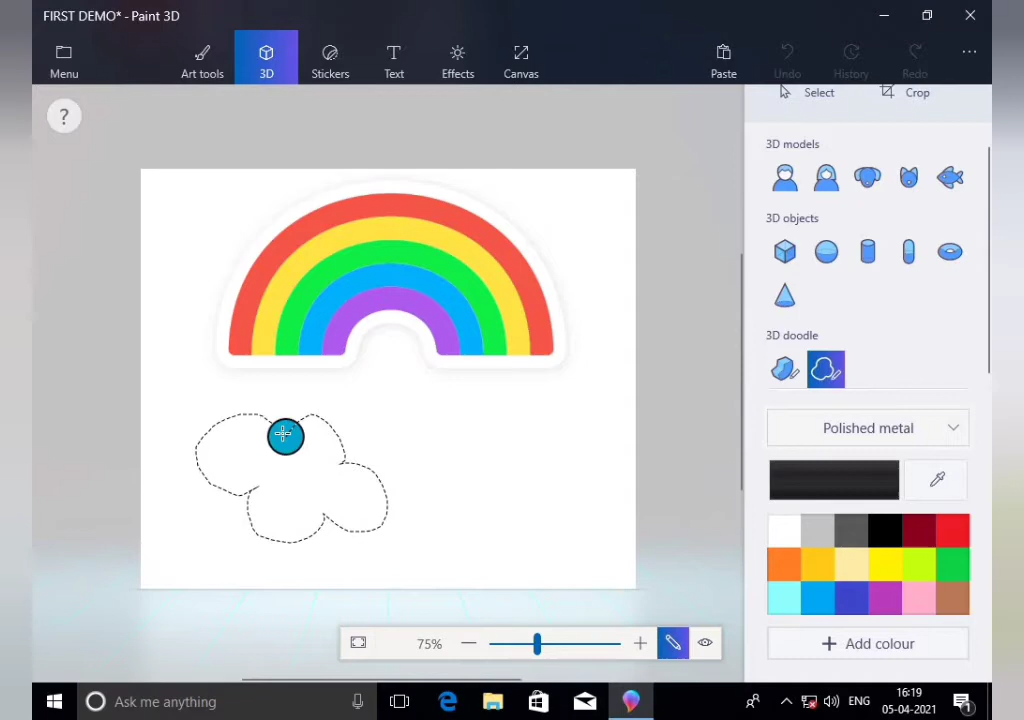 FIRST DEMO* - Paint 3D
Menu
Art tools
3D
Stickers
Text
Effects
Canvas
Paste
Undo
History
Redo
Select
Crop
?
3D models
3D objects
3D doodle
Polished metal
+ Add colour
75%
Ask me anything
ENG
16:19
05-04-2021
1